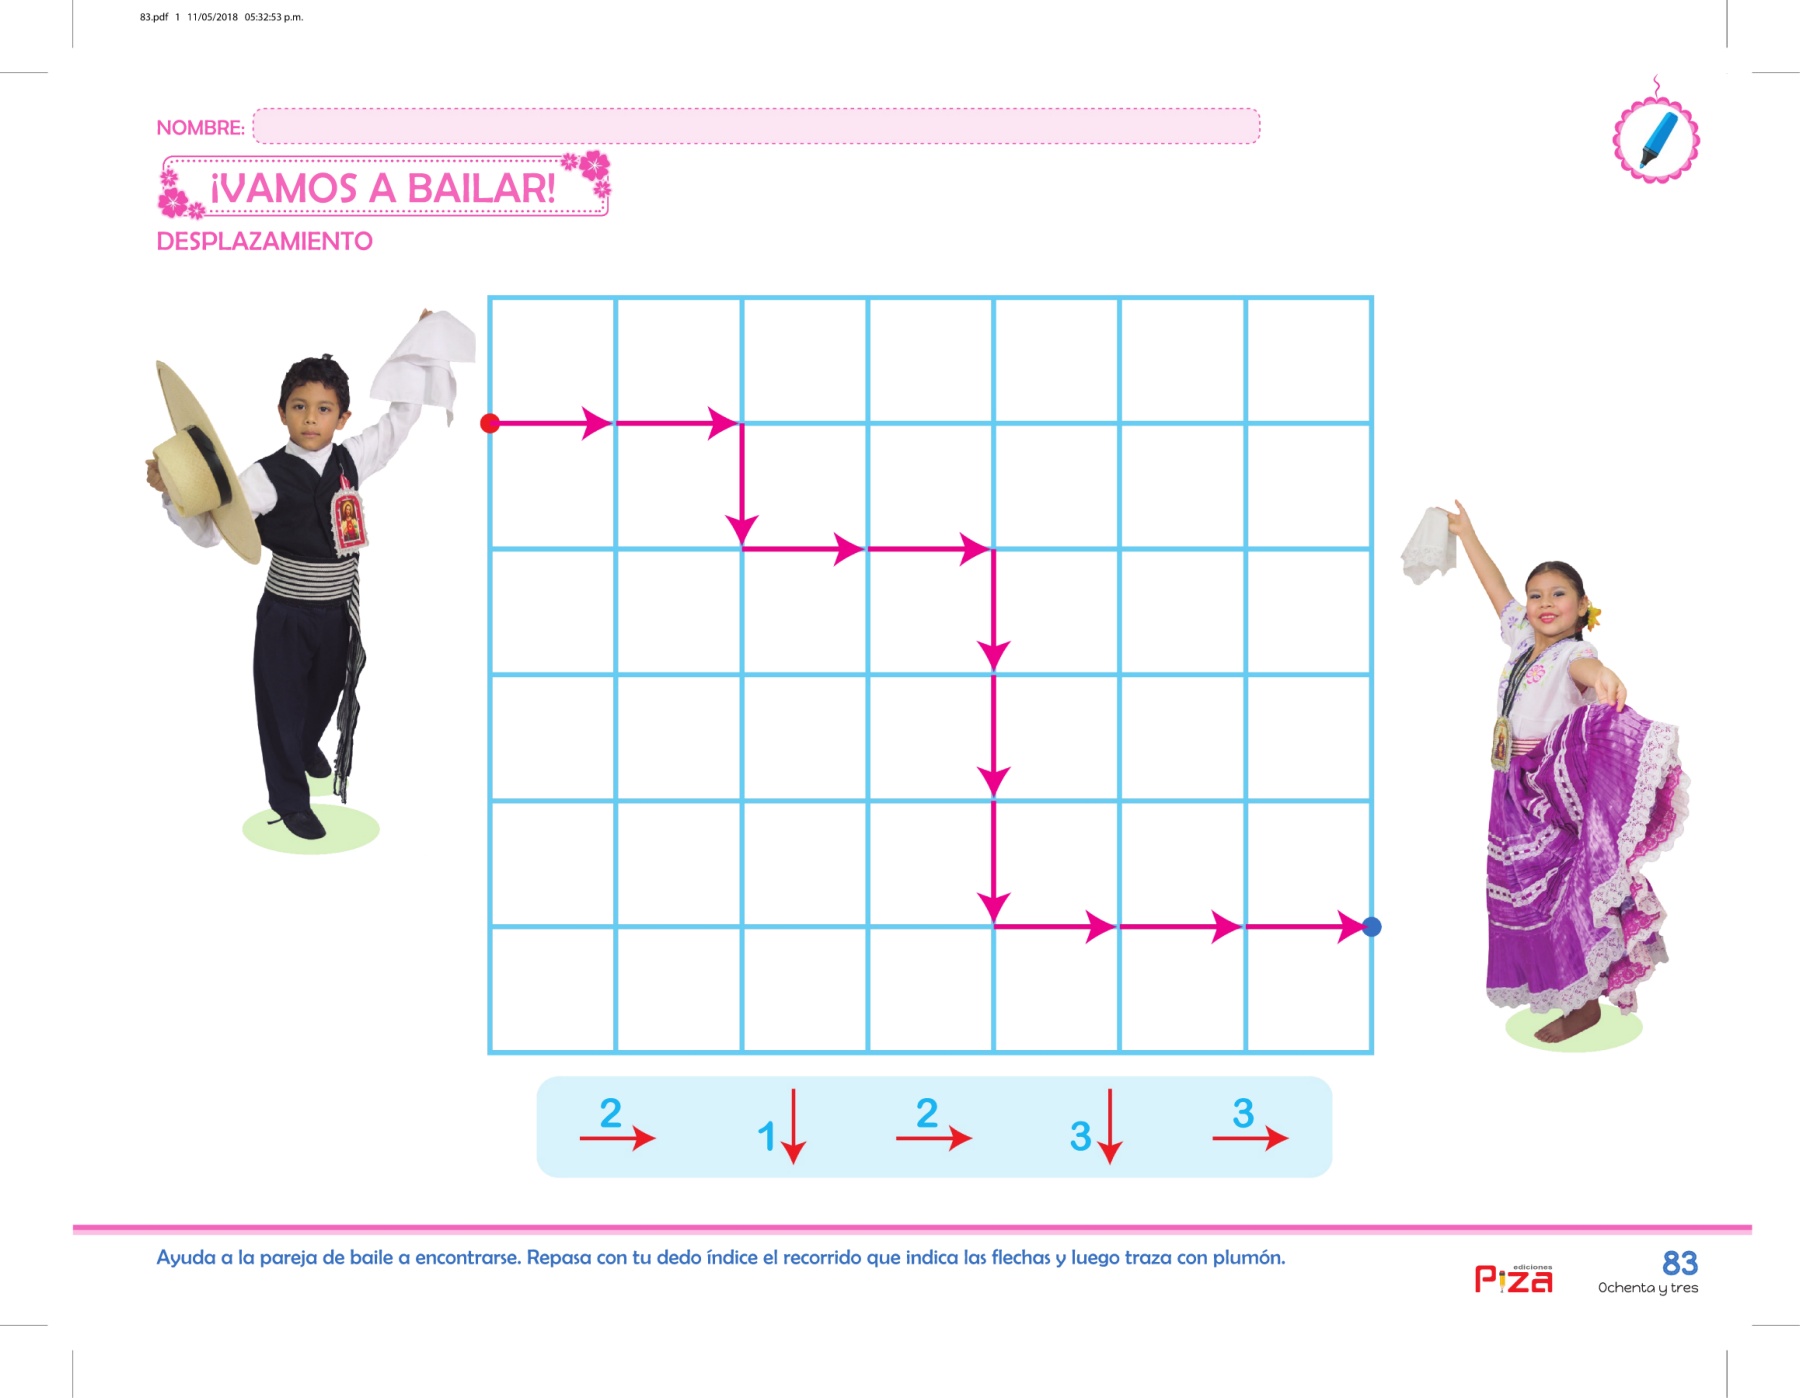 83.pdf 1 11/05/2018 05:32:53 p.m.
NOMBRE:
¡VAMOS A BAILAR!
DESPLAZAMIENTO
2 1 2 3 3
Ayuda a la pareja de baile a encontrarse. Repasa con tu dedo índice el recorrido que indica las flechas y luego traza con plumón.
ediciones
Piza
83
Ochenta y tres